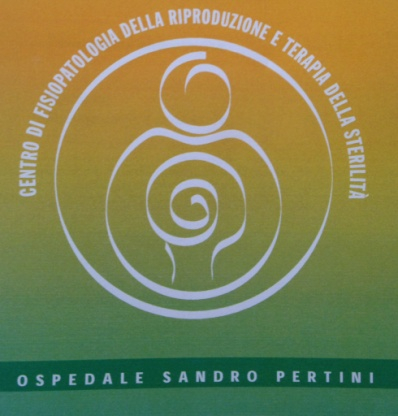 CENTRO DI FISIOPATOLOGIA DELLA RIPRODUZIONE E TERAPIA DELLA STERILITÀ
OSPEDALE SANDRO PERTINI